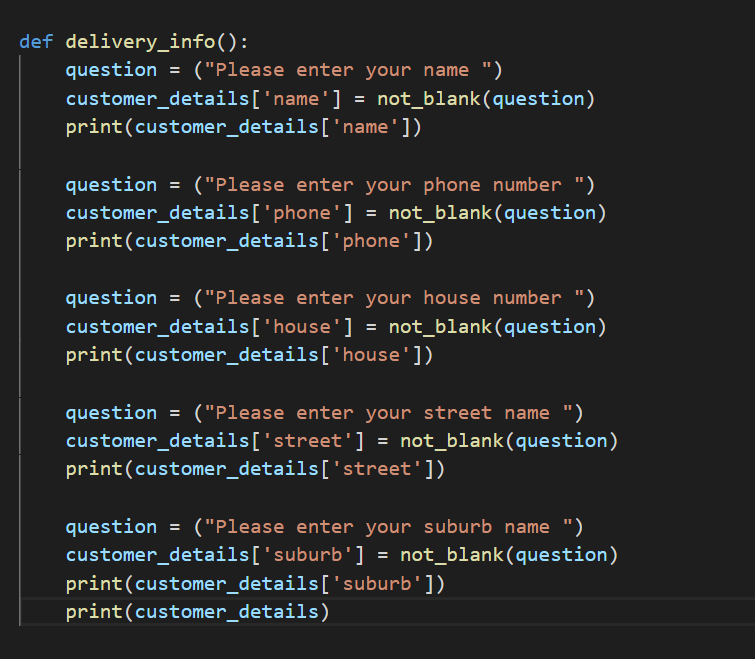 def delivery_info():
    question = ("Please enter your name ")
    customer_details['name'] = not_blank(question)
    print(customer_details['name'])

    question = ("Please enter your phone number ")
    customer_details['phone'] = not_blank(question)
    print(customer_details['phone'])

    question = ("Please enter your house number ")
    customer_details['house'] = not_blank(question)
    print(customer_details['house'])

    question = ("Please enter your street name ")
    customer_details['street'] = not_blank(question)
    print(customer_details['street'])

    question = ("Please enter your suburb name ")
    customer_details['suburb'] = not_blank(question)
    print(customer_details['suburb'])
    print(customer_details)